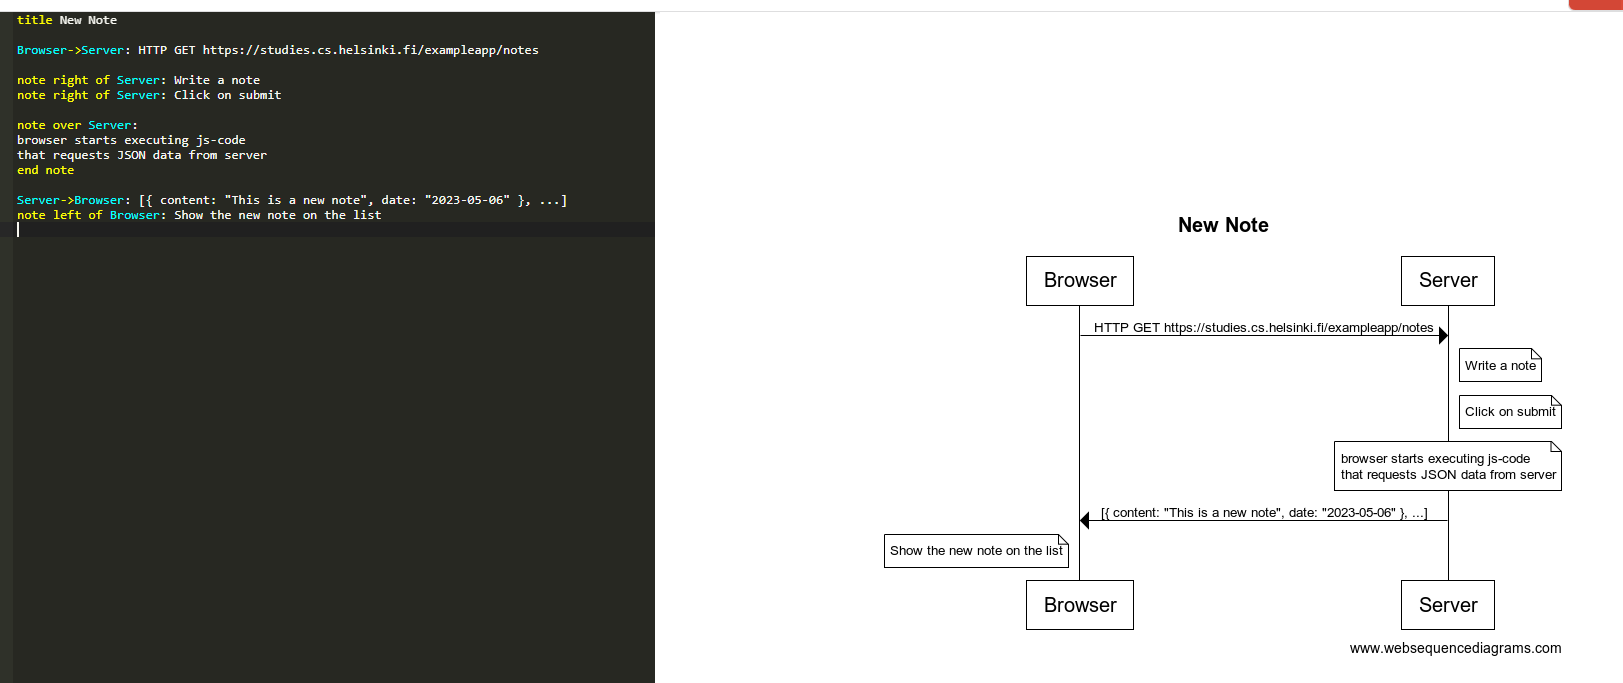 title New Note
Browser->Server: HTTP GET https://studies.cs.helsinki.fi/exampleapp/notes
note right of Server: Write a note
note right of Server: Click on submit
note over Server:
browser starts executing js-code
that requests JSON data from server
end note
Server->Browser: [{ content: "This is a new note", date: "2023-05-06" }, ...]
note left of Browser: Show the new note on the list
New Note
Browser
Server
HTTP GET https://studies.cs.helsinki.fi/exampleapp/notes
Write a note
Click on submit
browser starts executing js-code
that requests JSON data from server
[{ content: "This is a new note", date: "2023-05-06" }, ...]
Show the new note on the list
Browser
Server
www.websequencediagrams.com